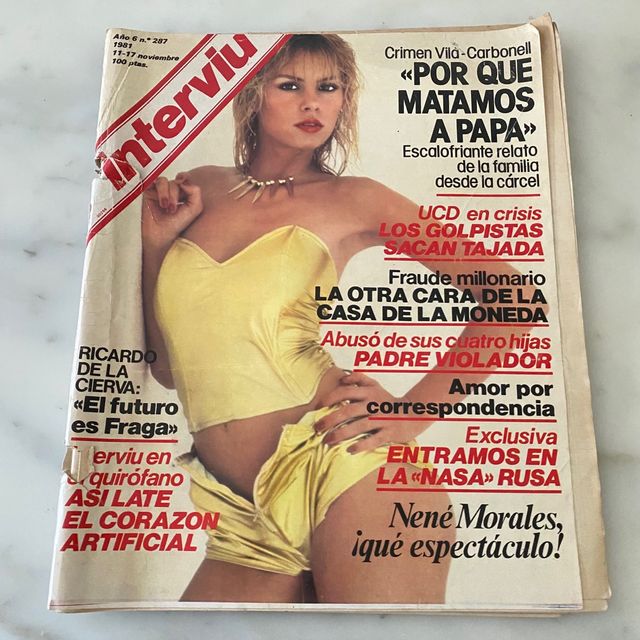 Año 6 n.º 287
1981
11-17 noviembre
100 ptas.
interviu
Crimen Vila-Carbonell
«POR QUE
MATAMOS
A PAPA»
Escalofriante relato
de la familia
desde la cárcel
UCD en crisis
LOS GOLPISTAS
SACAN TAJADA
Fraude millonario
LA OTRA CARA DE LA
CASA DE LA MONEDA
Abusó de sus cuatro hijas
PADRE VIOLADOR
Amor por
correspondencia
Exclusiva
ENTRAMOS EN
LA «NASA» RUSA
Nené Morales,
¡qué espectáculo!
RICARDO
DE LA
CIERVA:
«El futuro
es Fraga»
erviu en
quirófano
ASI LATE
EL CORAZON
ARTIFICIAL